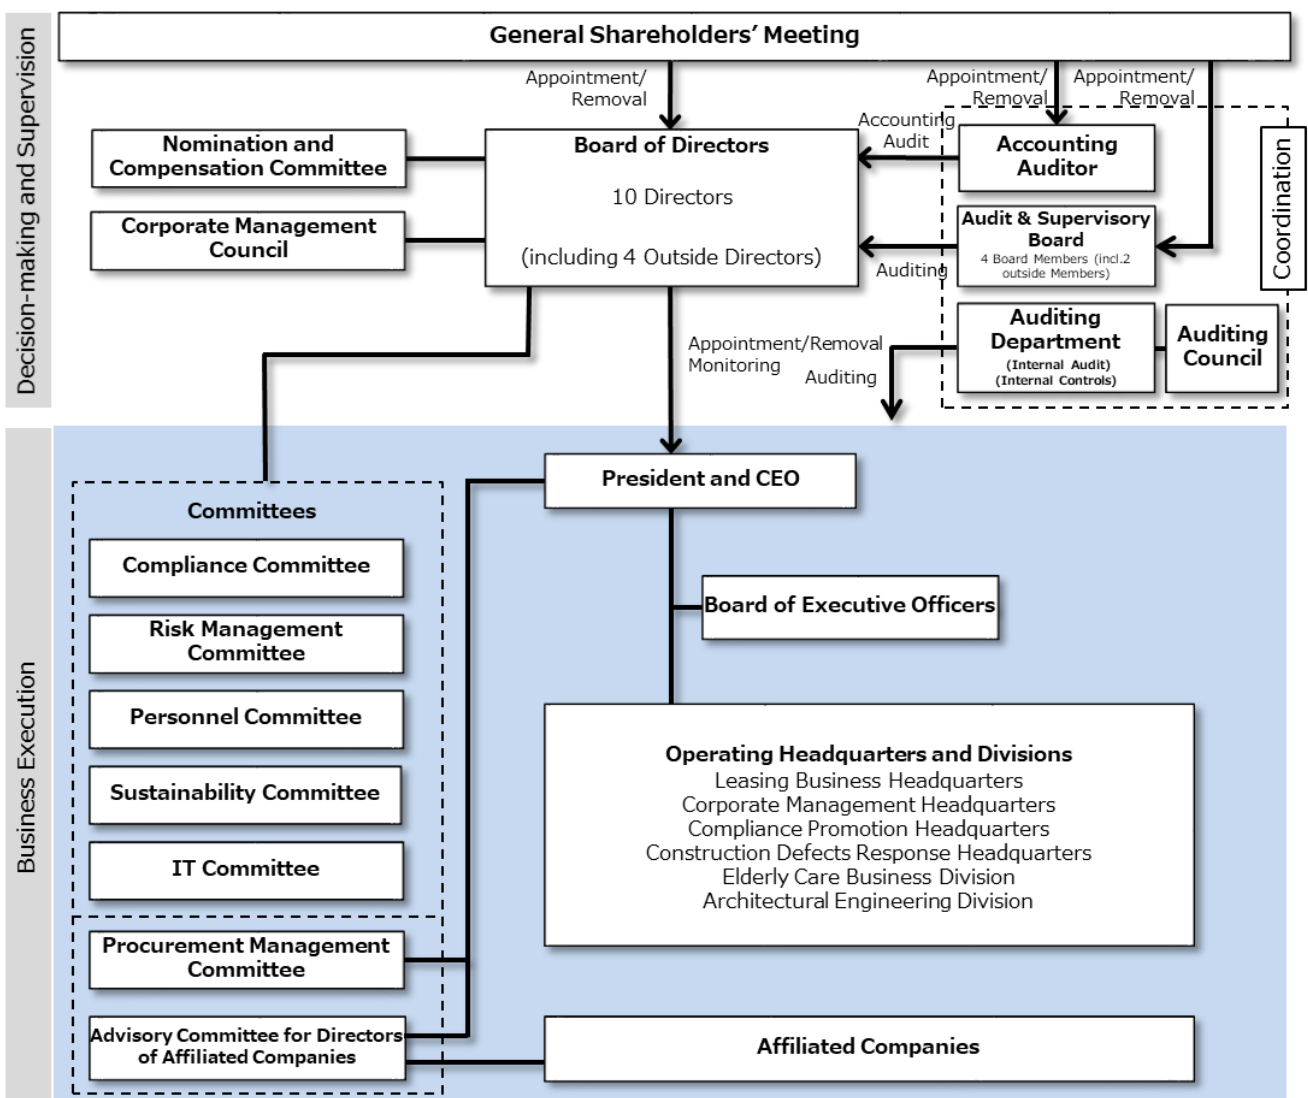 General Shareholders’ Meeting
Decision-making and Supervision
Appointment/
Removal
Appointment/
Removal
Appointment/
Removal
Nomination and
Compensation Committee
Corporate Management
Council
Board of Directors
10 Directors
(including 4 Outside Directors)
Accounting
Audit
Accounting
Auditor
Auditing
Audit & Supervisory
Board
4 Board Members (incl.2
outside Members)
Coordination
Appointment/Removal
Monitoring
Auditing
Auditing
Department
(Internal Audit)
(Internal Controls)
Auditing
Council
Business Execution
President and CEO
Committees
Compliance Committee
Risk Management
Committee
Personnel Committee
Sustainability Committee
IT Committee
Procurement Management
Committee
Advisory Committee for Directors
of Affiliated Companies
Board of Executive Officers
Operating Headquarters and Divisions
Leasing Business Headquarters
Corporate Management Headquarters
Compliance Promotion Headquarters
Construction Defects Response Headquarters
Elderly Care Business Division
Architectural Engineering Division
Affiliated Companies